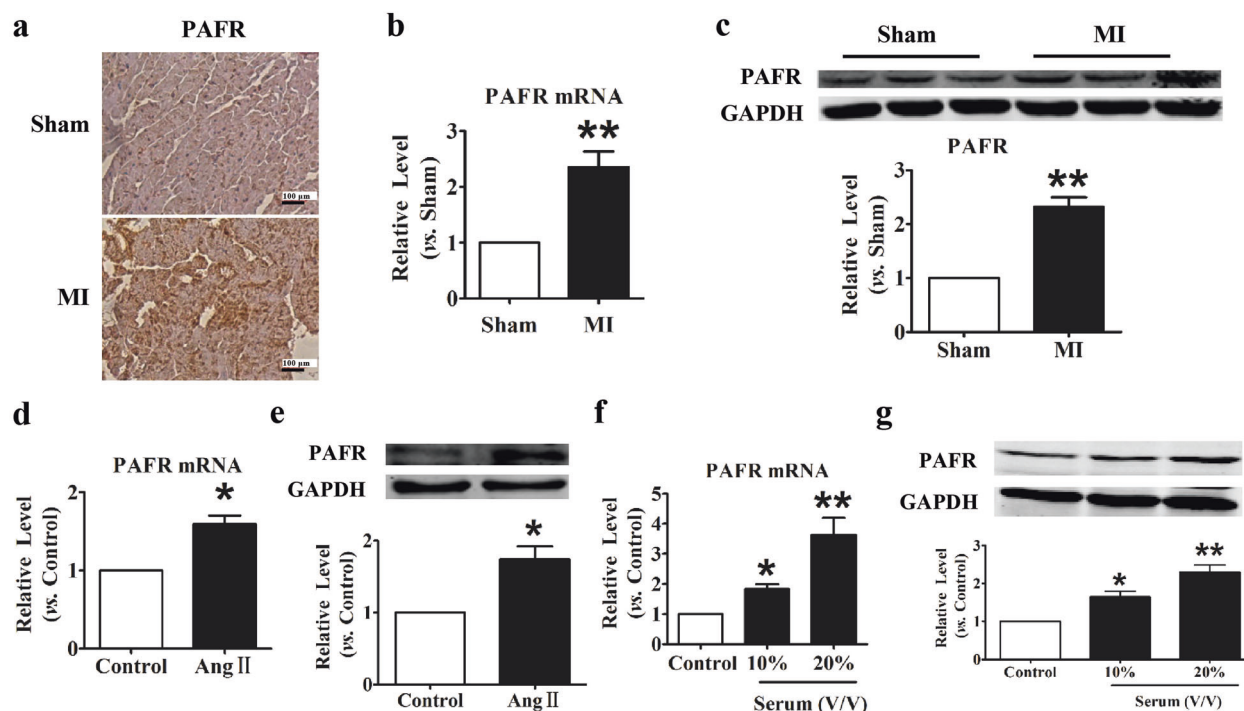 a
PAFR
Sham
100 μm
MI
100 μm
b
PAFR mRNA
Relative Level
(vs. Sham)
3
2
1
0
**
Sham MI
c
Sham MI
PAFR
GAPDH
PAFR
Relative Level
(vs. Sham)
3
2
1
0
**
Sham MI
d
PAFR mRNA
Relative Level
(vs. Control)
2
1
0
*
Control Ang II
e
PAFR
GAPDH
Relative Level
(vs. Control)
2
1
0
*
Control Ang II
f
PAFR mRNA
Relative Level
(vs. Control)
5
4
3
2
1
0
*
**
Control 10% 20%
Serum (V/V)
g
PAFR
GAPDH
Relative Level
(vs. Control)
3
2
1
0
*
**
Control 10% 20%
Serum (V/V)